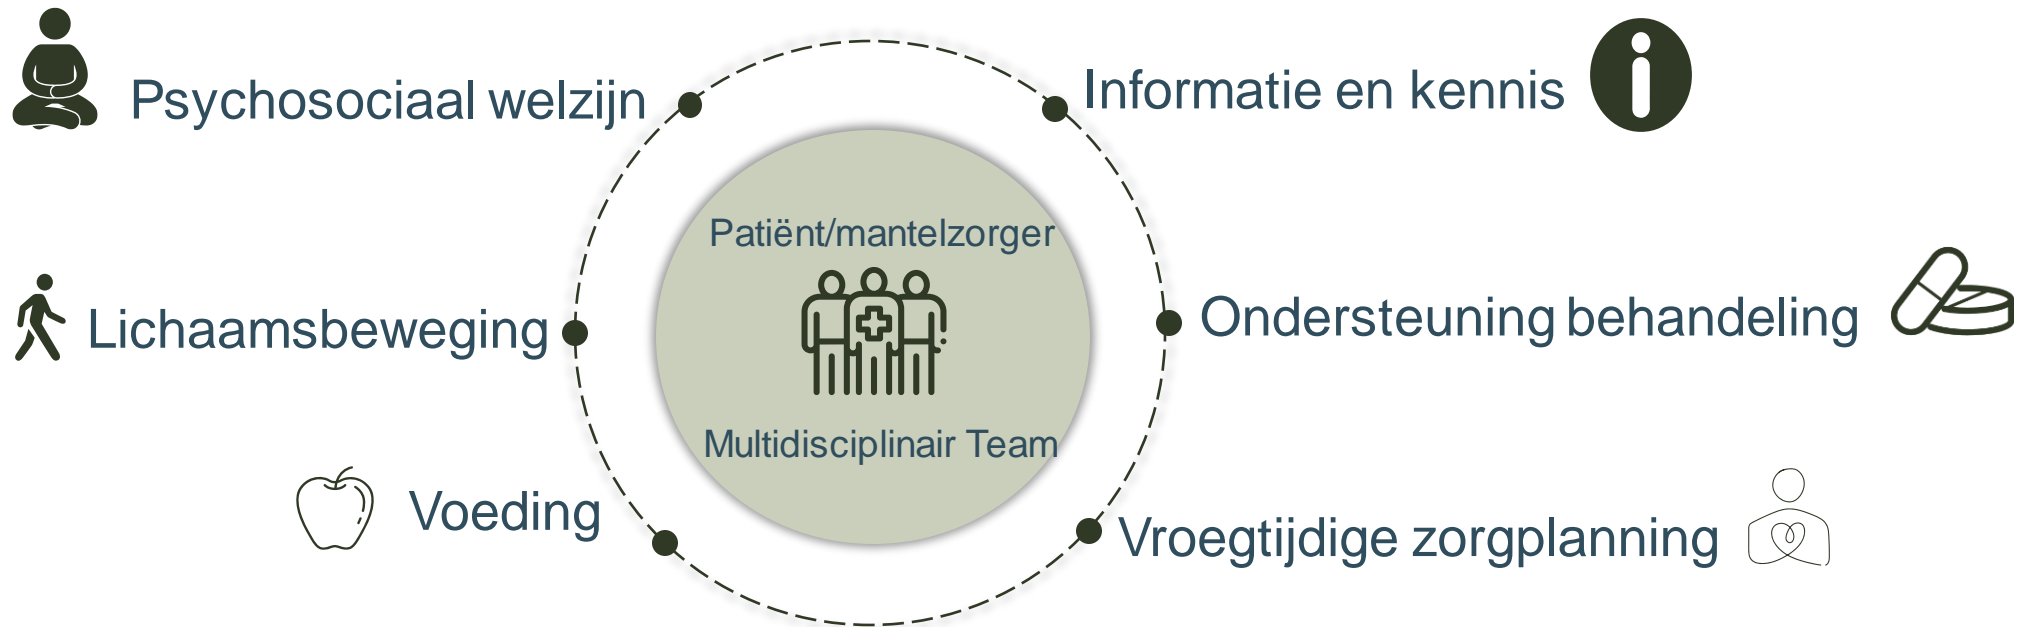 Psychosociaal welzijn
Informatie en kennis
Patiënt/mantelzorger
Lichaamsbeweging
Ondersteuning behandeling
Multidisciplinair Team
Voeding
Vroegtijdige zorgplanning